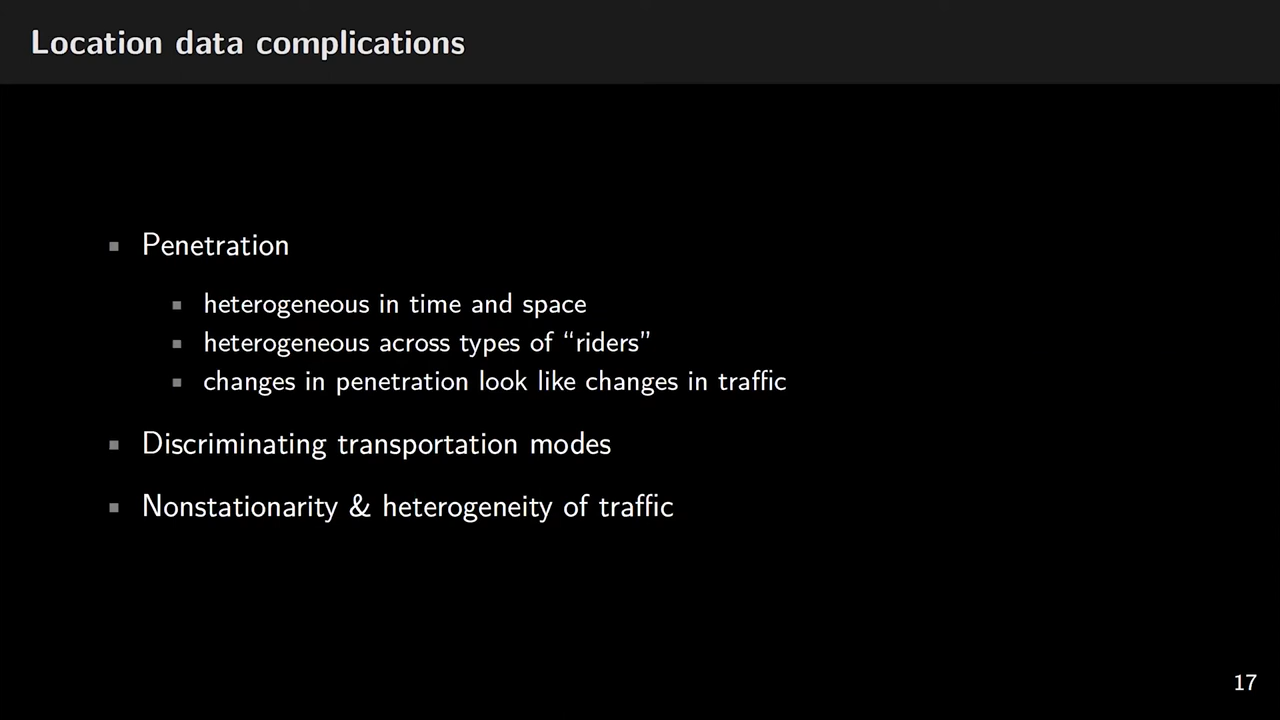 Location data complications
Penetration
heterogeneous in time and space
heterogeneous across types of “riders”
changes in penetration look like changes in traffic
Discriminating transportation modes
Nonstationarity & heterogeneity of traffic
17